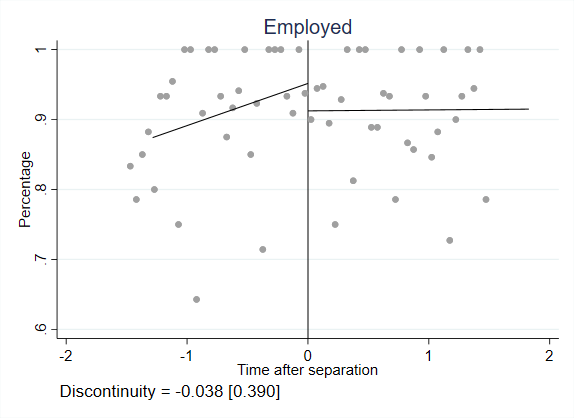 Employed
Percentage
1
.9
.8
.7
.6
-2 -1 0 1 2
Time after separation
Discontinuity = -0.038 [0.390]